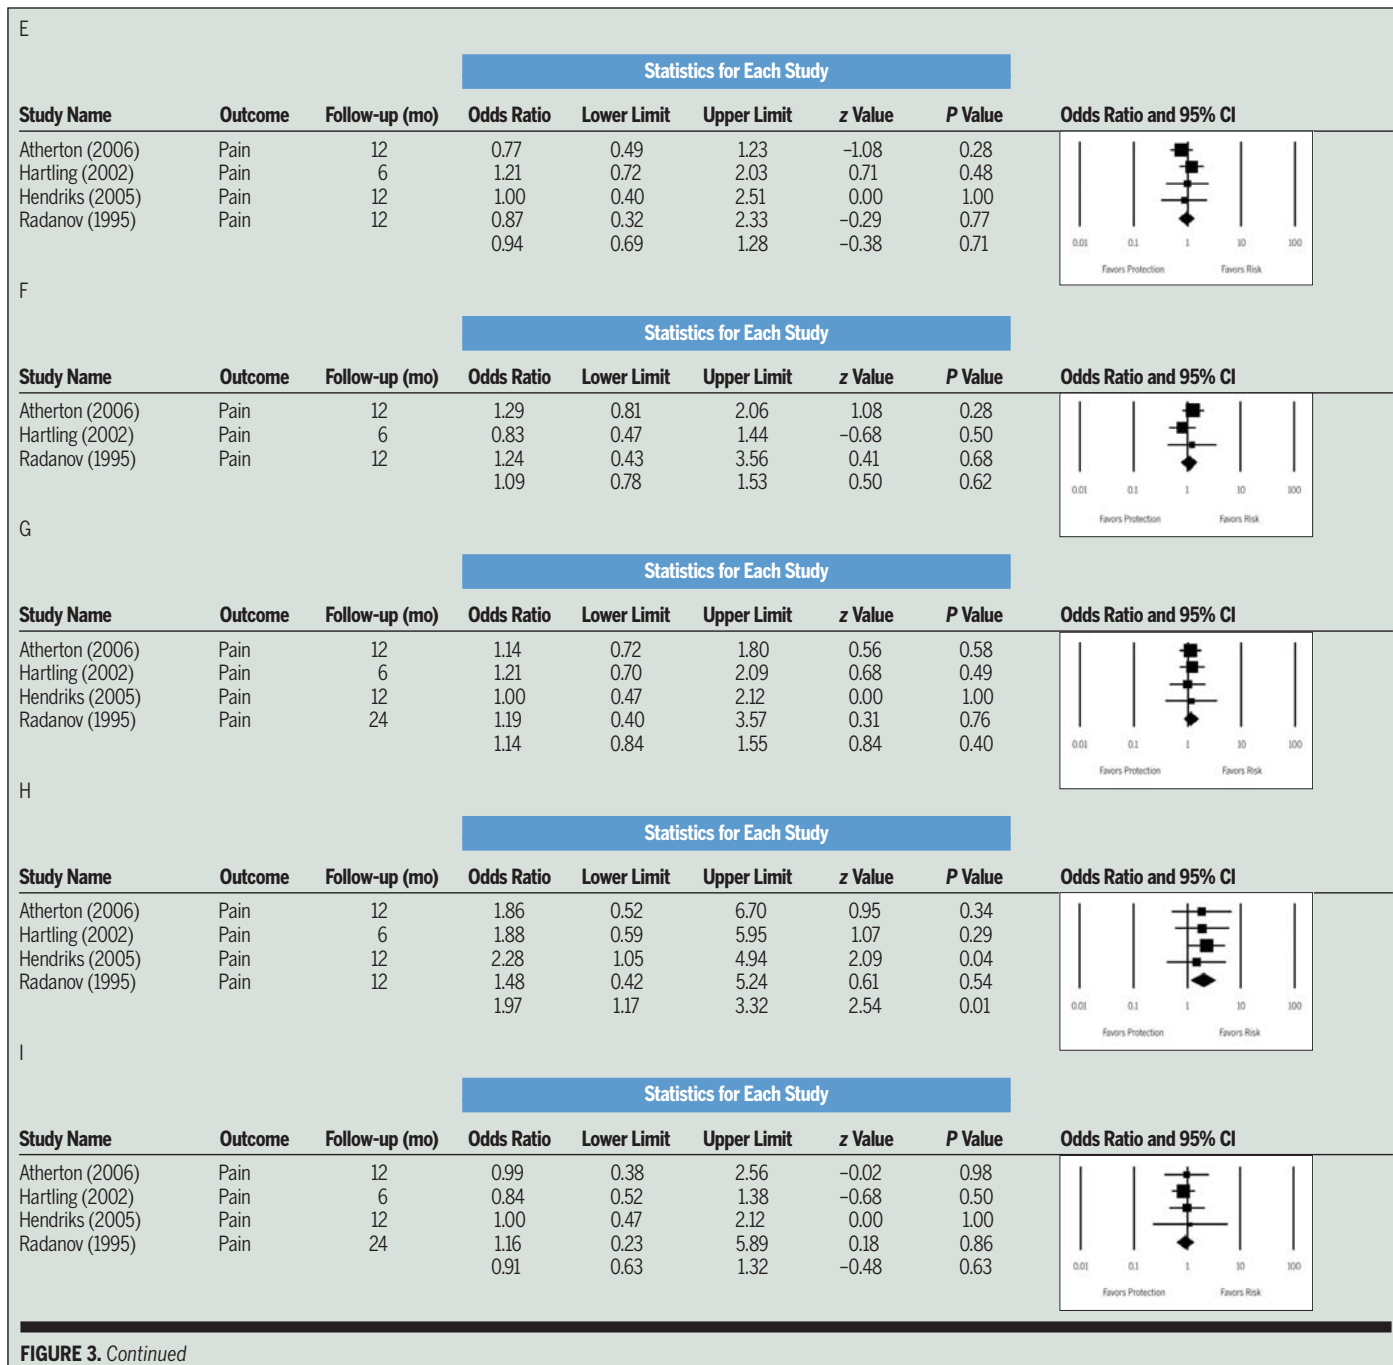 E
Statistics for Each Study
Study Name Outcome Follow-up (mo) Odds Ratio Lower Limit Upper Limit z Value P Value Odds Ratio and 95% CI
Atherton (2006) Pain 12 0.77 0.49 1.23 –1.08 0.28
Hartling (2002) Pain 6 1.21 0.72 2.03 0.71 0.48
Hendriks (2005) Pain 12 1.00 0.40 2.51 0.00 1.00
Radanov (1995) Pain 12 0.87 0.32 2.33 –0.29 0.77
0.94 0.69 1.28 –0.38 0.71
0.01 0.1 1 10 100
Favors Protection Favors Risk
F
Statistics for Each Study
Study Name Outcome Follow-up (mo) Odds Ratio Lower Limit Upper Limit z Value P Value Odds Ratio and 95% CI
Atherton (2006) Pain 12 1.29 0.81 2.06 1.08 0.28
Hartling (2002) Pain 6 0.83 0.47 1.44 –0.68 0.50
Radanov (1995) Pain 12 1.24 0.43 3.56 0.41 0.68
1.09 0.78 1.53 0.50 0.62
0.01 0.1 1 10 100
Favors Protection Favors Risk
G
Statistics for Each Study
Study Name Outcome Follow-up (mo) Odds Ratio Lower Limit Upper Limit z Value P Value Odds Ratio and 95% CI
Atherton (2006) Pain 12 1.14 0.72 1.80 0.56 0.58
Hartling (2002) Pain 6 1.21 0.70 2.09 0.68 0.49
Hendriks (2005) Pain 12 1.00 0.47 2.12 0.00 1.00
Radanov (1995) Pain 24 1.19 0.40 3.57 0.31 0.76
1.14 0.84 1.55 0.84 0.40
0.01 0.1 1 10 100
Favors Protection Favors Risk
H
Statistics for Each Study
Study Name Outcome Follow-up (mo) Odds Ratio Lower Limit Upper Limit z Value P Value Odds Ratio and 95% CI
Atherton (2006) Pain 12 1.86 0.52 6.70 0.95 0.34
Hartling (2002) Pain 6 1.88 0.59 5.95 1.07 0.29
Hendriks (2005) Pain 12 2.28 1.05 4.94 2.09 0.04
Radanov (1995) Pain 12 1.48 0.42 5.24 0.61 0.54
1.97 1.17 3.32 2.54 0.01
0.01 0.1 1 10 100
Favors Protection Favors Risk
I
Statistics for Each Study
Study Name Outcome Follow-up (mo) Odds Ratio Lower Limit Upper Limit z Value P Value Odds Ratio and 95% CI
Atherton (2006) Pain 12 0.99 0.38 2.56 –0.02 0.98
Hartling (2002) Pain 6 0.84 0.52 1.38 –0.68 0.50
Hendriks (2005) Pain 12 1.00 0.47 2.12 0.00 1.00
Radanov (1995) Pain 24 1.16 0.23 5.89 0.18 0.86
0.91 0.63 1.32 –0.48 0.63
0.01 0.1 1 10 100
Favors Protection Favors Risk
FIGURE 3. Continued